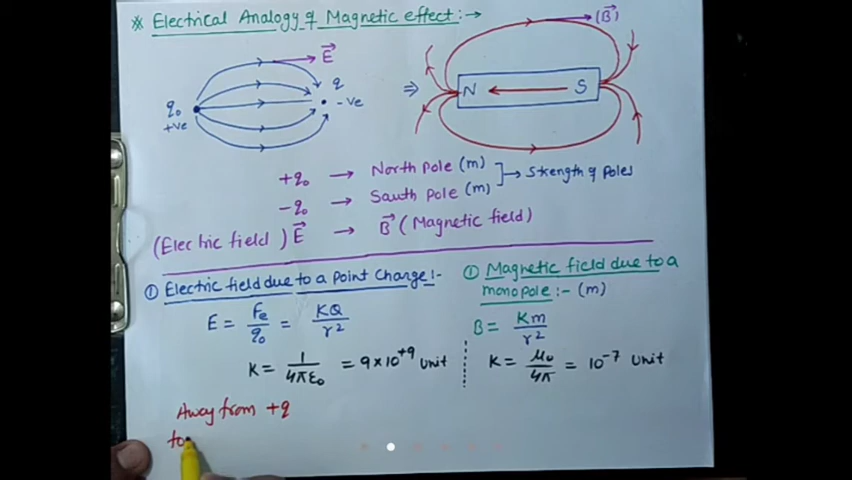 ※ Electrical Analogy of Magnetic effect :→
E⃗
(B⃗)
q₀
+ve
q
-ve
⇒
N
S
+q₀ → North Pole (m)
-q₀ → Sauth Pole (m)
→ Strength of Poles
(Electric field) E⃗ → B⃗ (Magnetic field)
① Electric field due to a point Charge :-
E = Fe/q₀ = KQ/r²
K = 1/4πε₀ = 9×10⁺⁹ Unit
Away from +q
to
① Magnetic field due to a
monopole :- (m)
B = Km/r²
K = μ₀/4π = 10⁻⁷ Unit